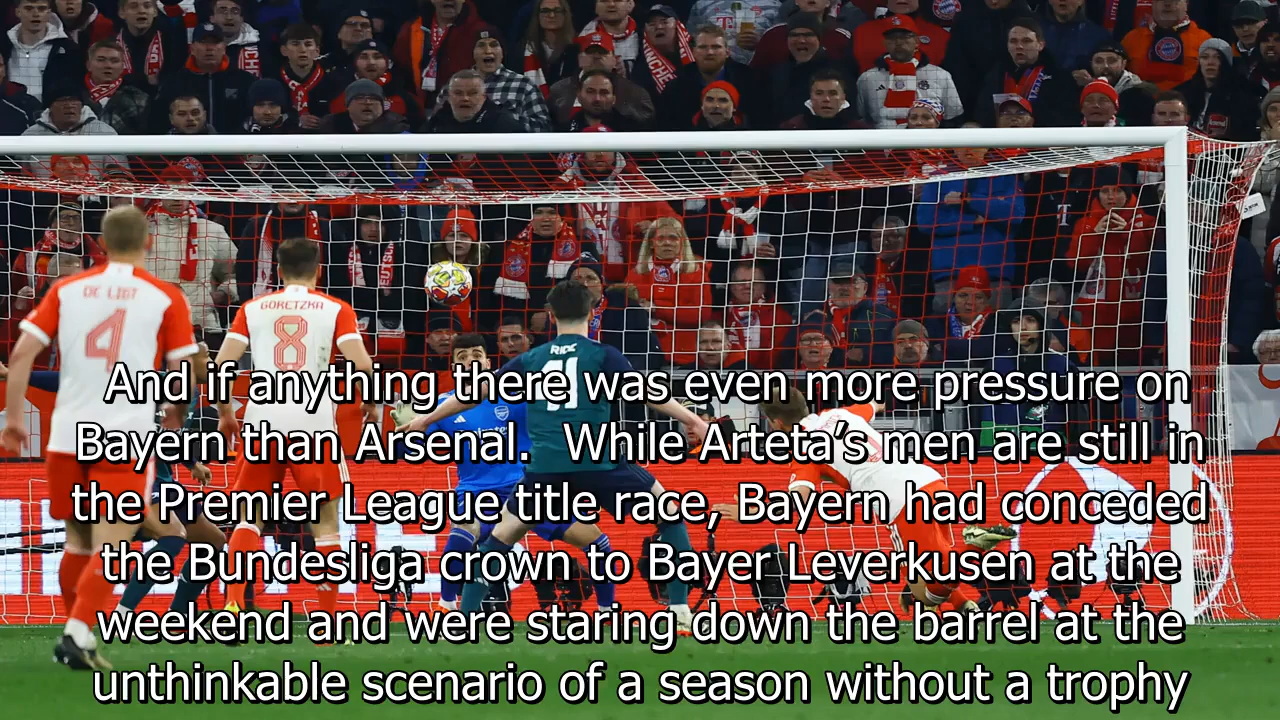 DE LIGT
4
GORETZKA
8
RICE
And if anything there was even more pressure on
Bayern than Arsenal.  While Arteta’s men are still in
the Premier League title race, Bayern had conceded
the Bundesliga crown to Bayer Leverkusen at the
weekend and were staring down the barrel at the
unthinkable scenario of a season without a trophy